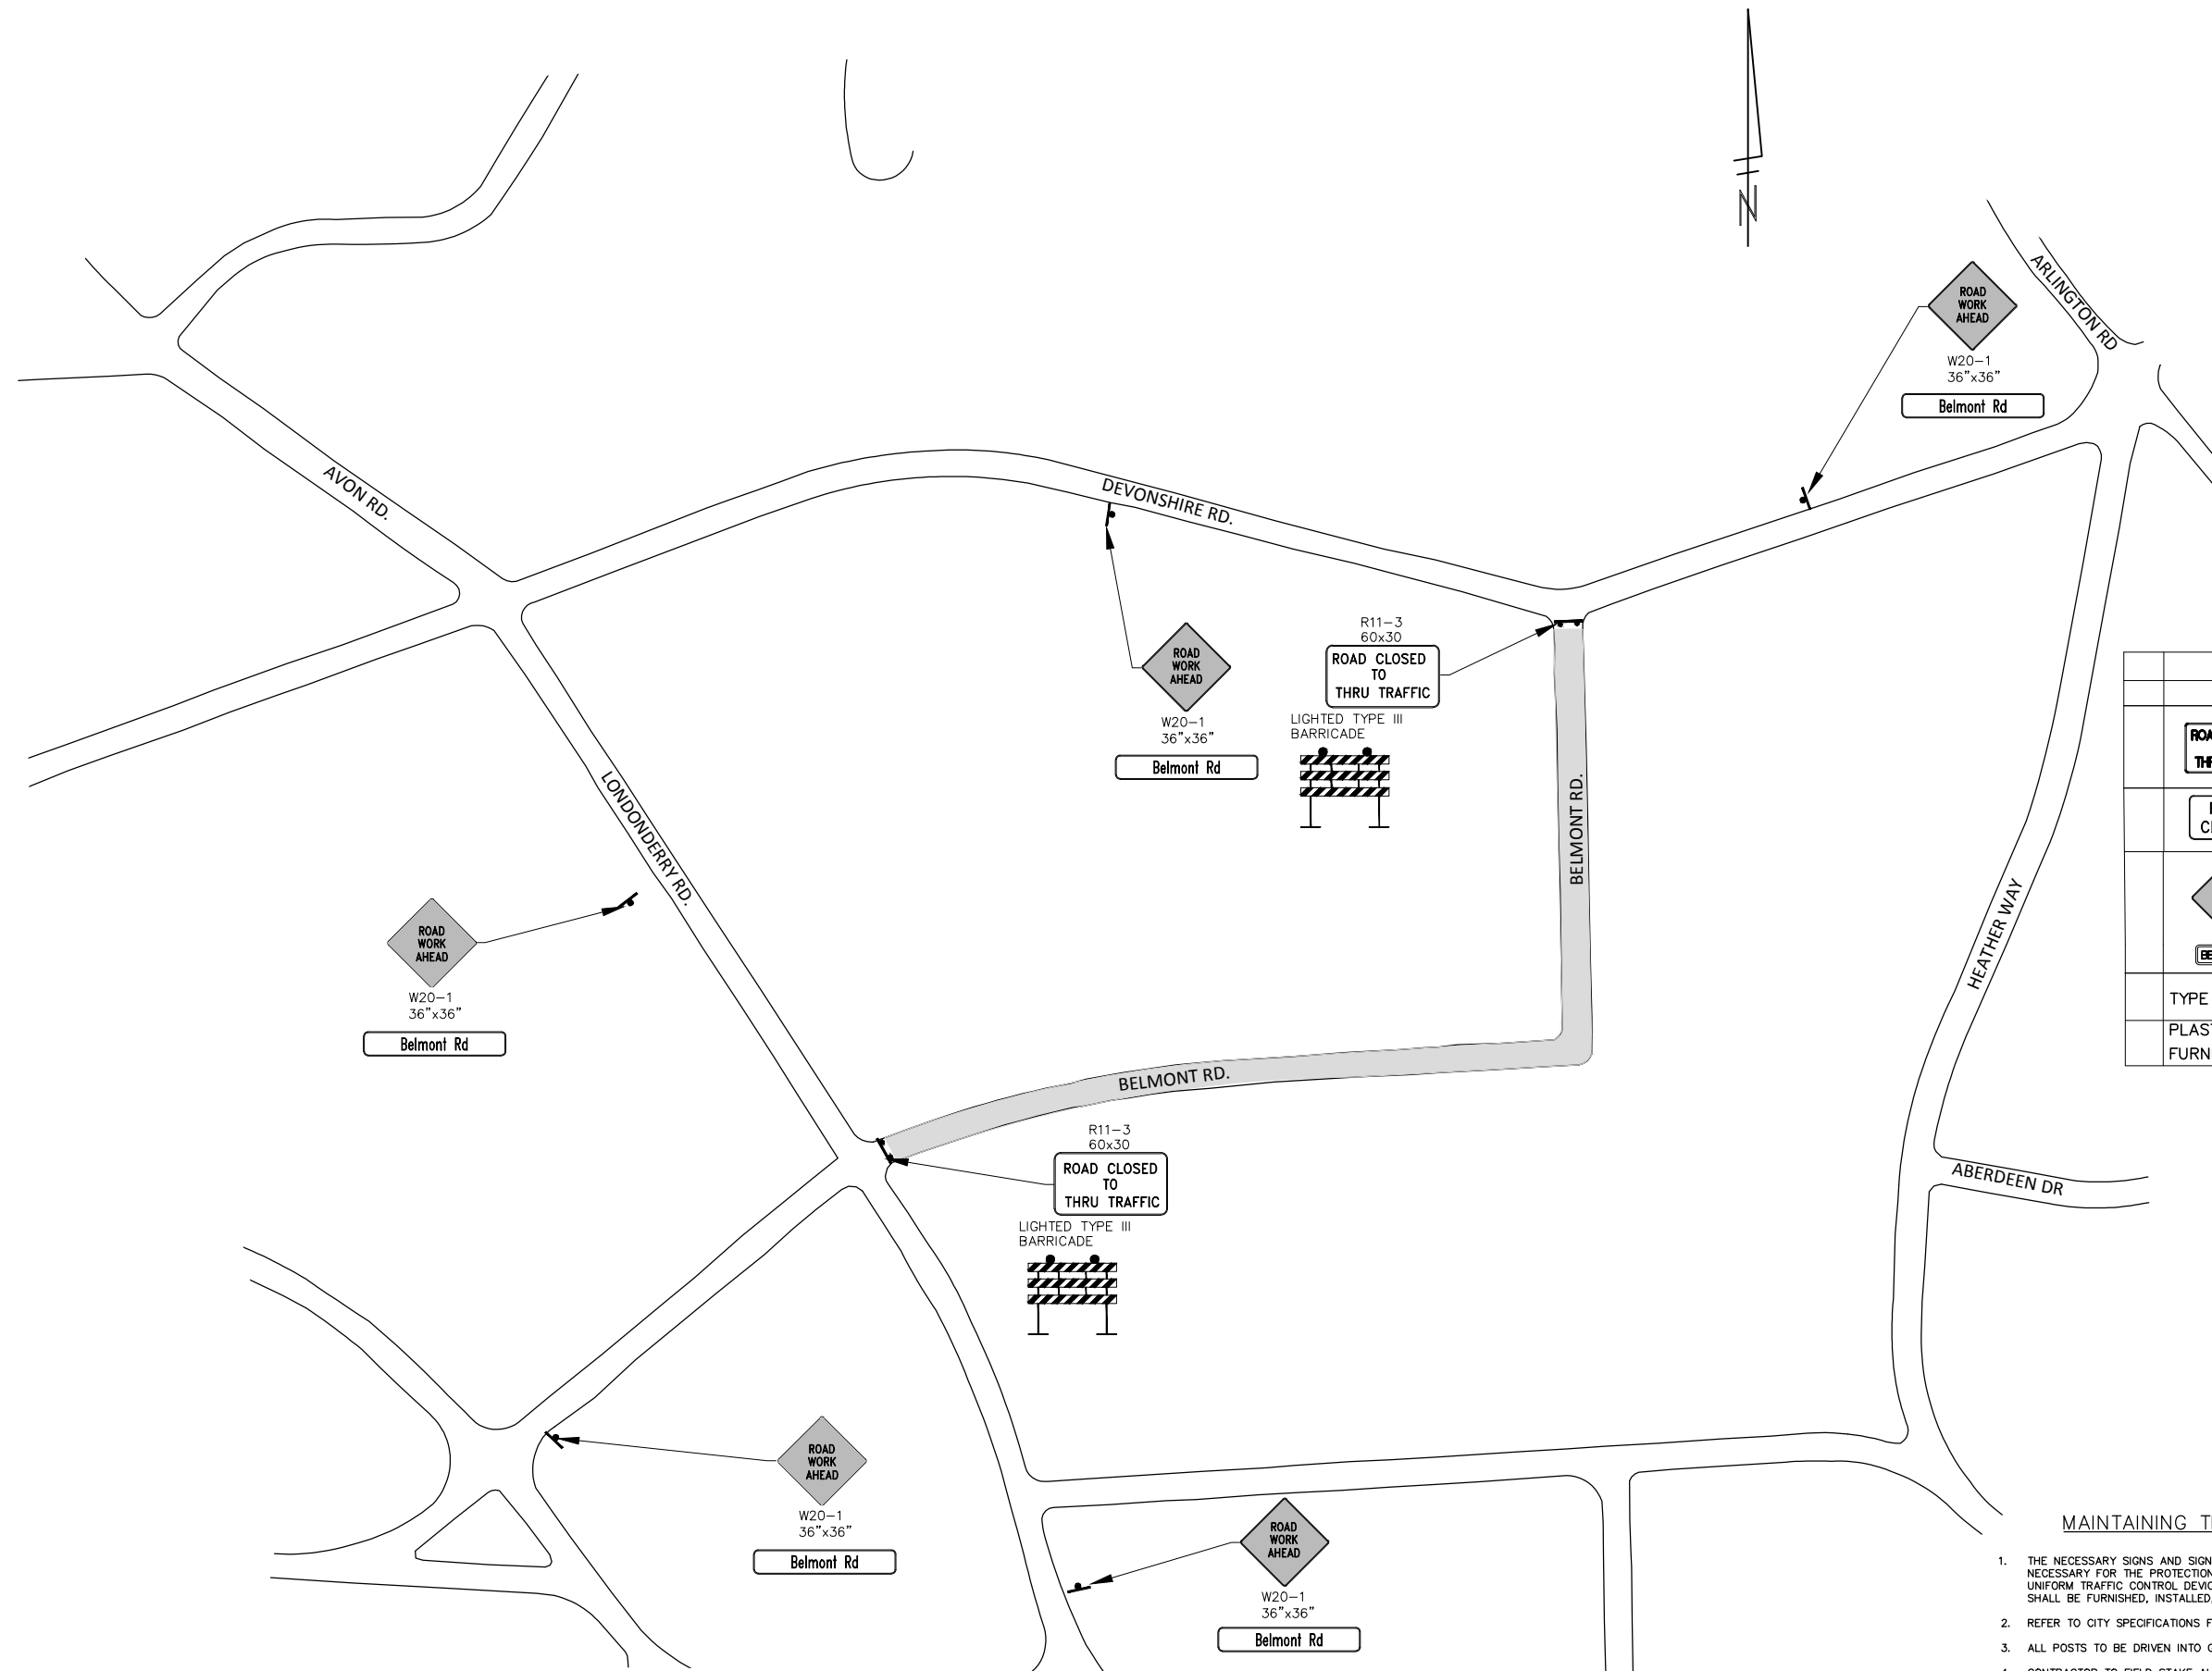 N
ARLINGTON RD
ROAD
WORK
AHEAD
W20-1
36"x36"
Belmont Rd
AVON RD.
DEVONSHIRE RD.
ROAD
WORK
AHEAD
W20-1
36"x36"
Belmont Rd
R11-3
60x30
ROAD CLOSED
TO
THRU TRAFFIC
LIGHTED TYPE III
BARRICADE
BELMONT RD.
LONDONDERRY RD.
ROAD
WORK
AHEAD
W20-1
36"x36"
Belmont Rd
HEATHER WAY
TYPE
BELMONT RD.
R11-3
60x30
ROAD CLOSED
TO
THRU TRAFFIC
LIGHTED TYPE III
BARRICADE
ABERDEEN DR
ROAD
WORK
AHEAD
W20-1
36"x36"
Belmont Rd
ROAD
WORK
AHEAD
W20-1
36"x36"
Belmont Rd
MAINTAINING
1. THE NECESSARY SIGNS AND
NECESSARY FOR THE
UNIFORM TRAFFIC CONTROL
SHALL BE FURNISHED, INSTALLED,
2. REFER TO CITY SPECIFICATIONS
3. ALL POSTS TO BE DRIVEN INTO